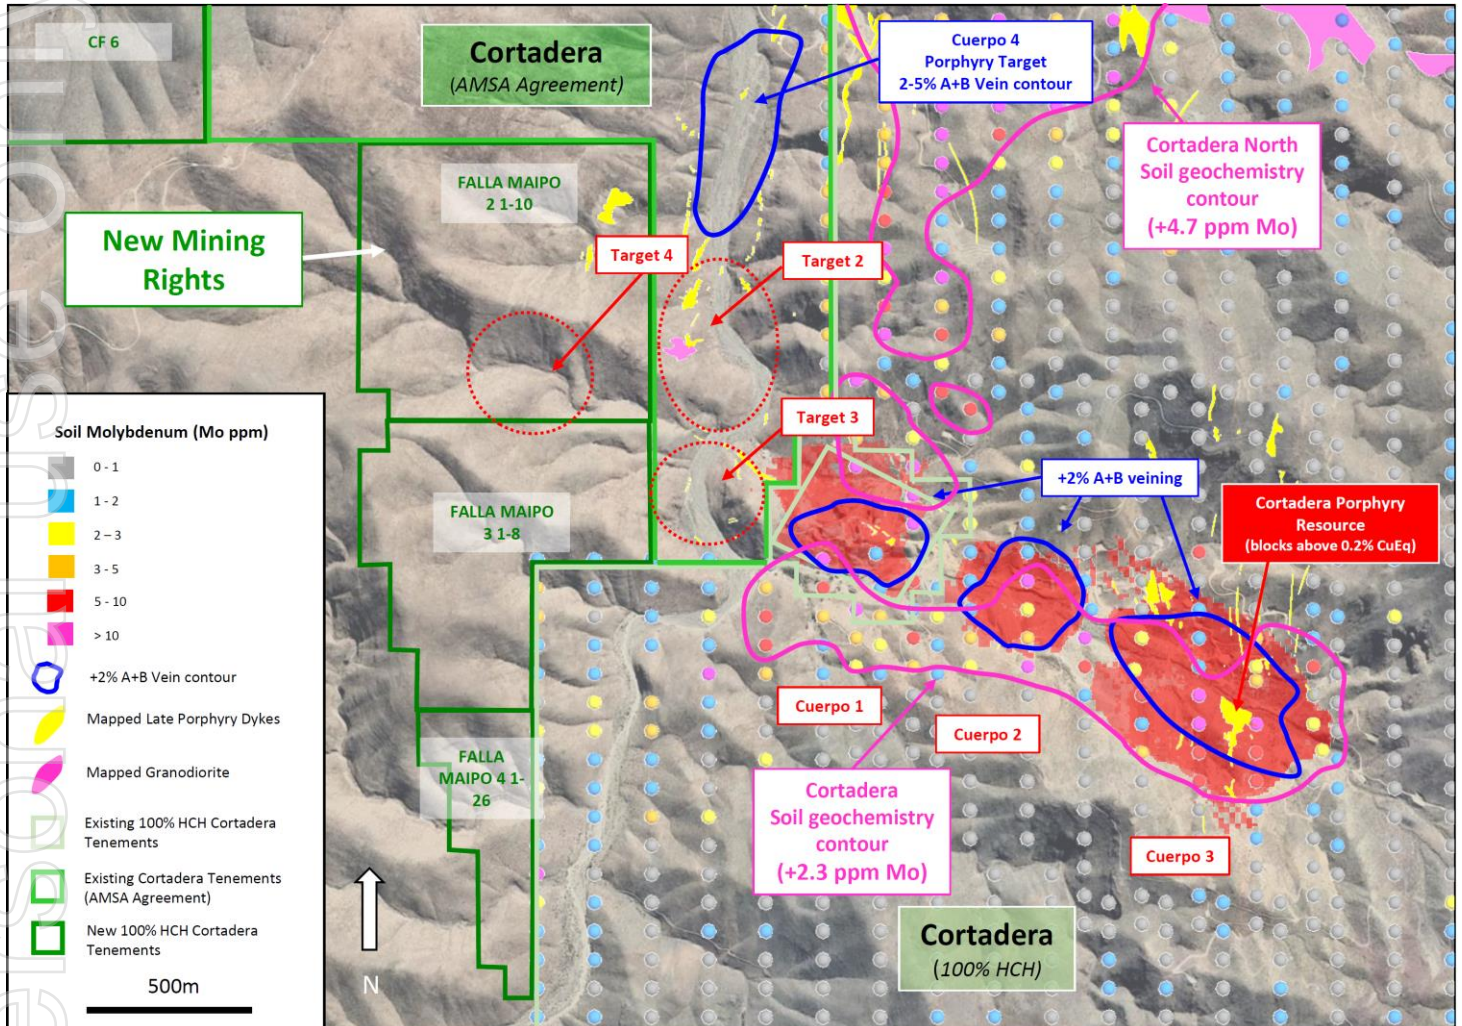 CF 6
Cortadera
(AMSA Agreement)
Cuerpo 4
Porphyry Target
2-5% A+B Vein contour
Cortadera North
Soil geochemistry
contour
(+4.7 ppm Mo)
FALLA MAIPO
2 1-10
New Mining
Rights
Target 4
Target 2
Target 3
+2% A+B veining
Cortadera Porphyry
Resource
(blocks above 0.2% CuEq)
FALLA MAIPO
3 1-8
FALLA
MAIPO 4 1-
26
Cuerpo 1
Cuerpo 2
Cuerpo 3
Cortadera
Soil geochemistry
contour
(+2.3 ppm Mo)
Cortadera
(100% HCH)
Soil Molybdenum (Mo ppm)
0 - 1
1 - 2
2 – 3
3 - 5
5 - 10
> 10
+2% A+B Vein contour
Mapped Late Porphyry Dykes
Mapped Granodiorite
Existing 100% HCH Cortadera
Tenements
Existing Cortadera Tenements
(AMSA Agreement)
New 100% HCH Cortadera
Tenements
500m
N
ersonal use only